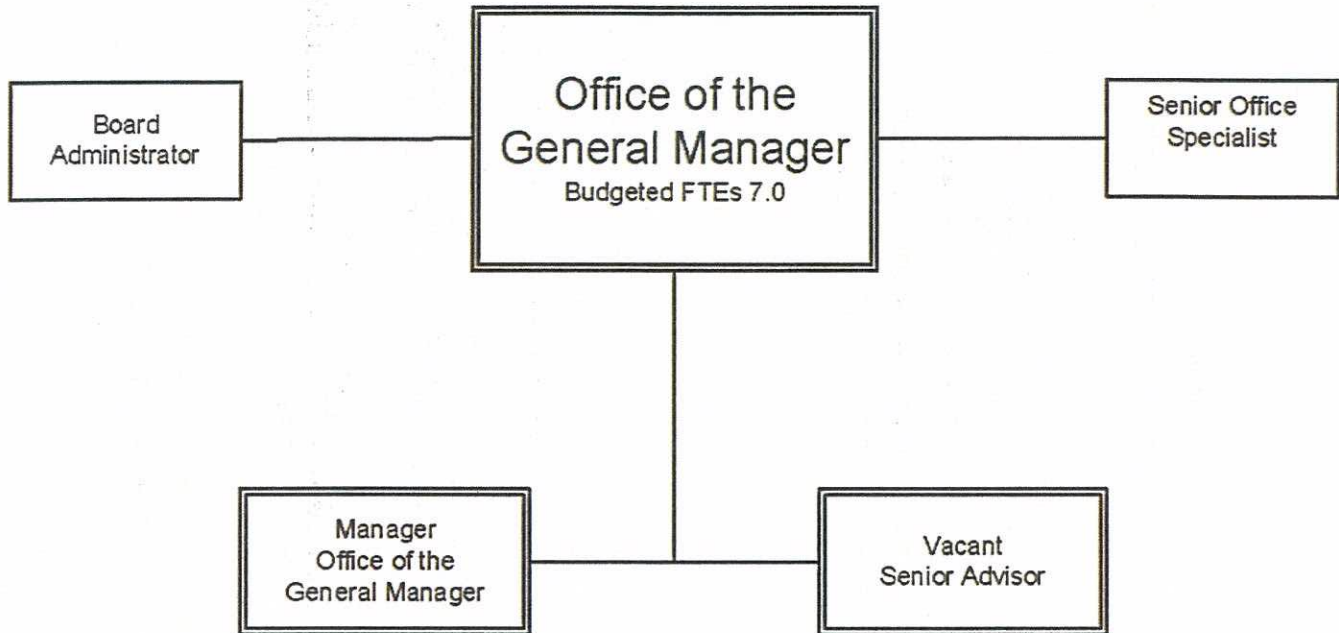 Office of the
General Manager
Budgeted FTEs 7.0
Board
Administrator
Senior Office
Specialist
Manager
Office of the
General Manager
Vacant
Senior Advisor